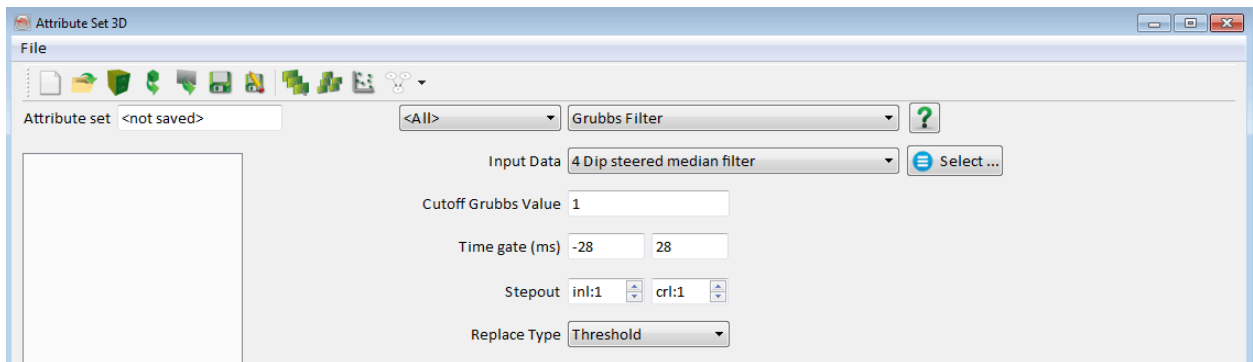 Attribute Set 3D
File
Attribute set <not saved> <All> Grubbs Filter ?
Input Data 4 Dip steered median filter Select ...
Cutoff Grubbs Value 1
Time gate (ms) -28 28
Stepout inl:1 crl:1
Replace Type Threshold